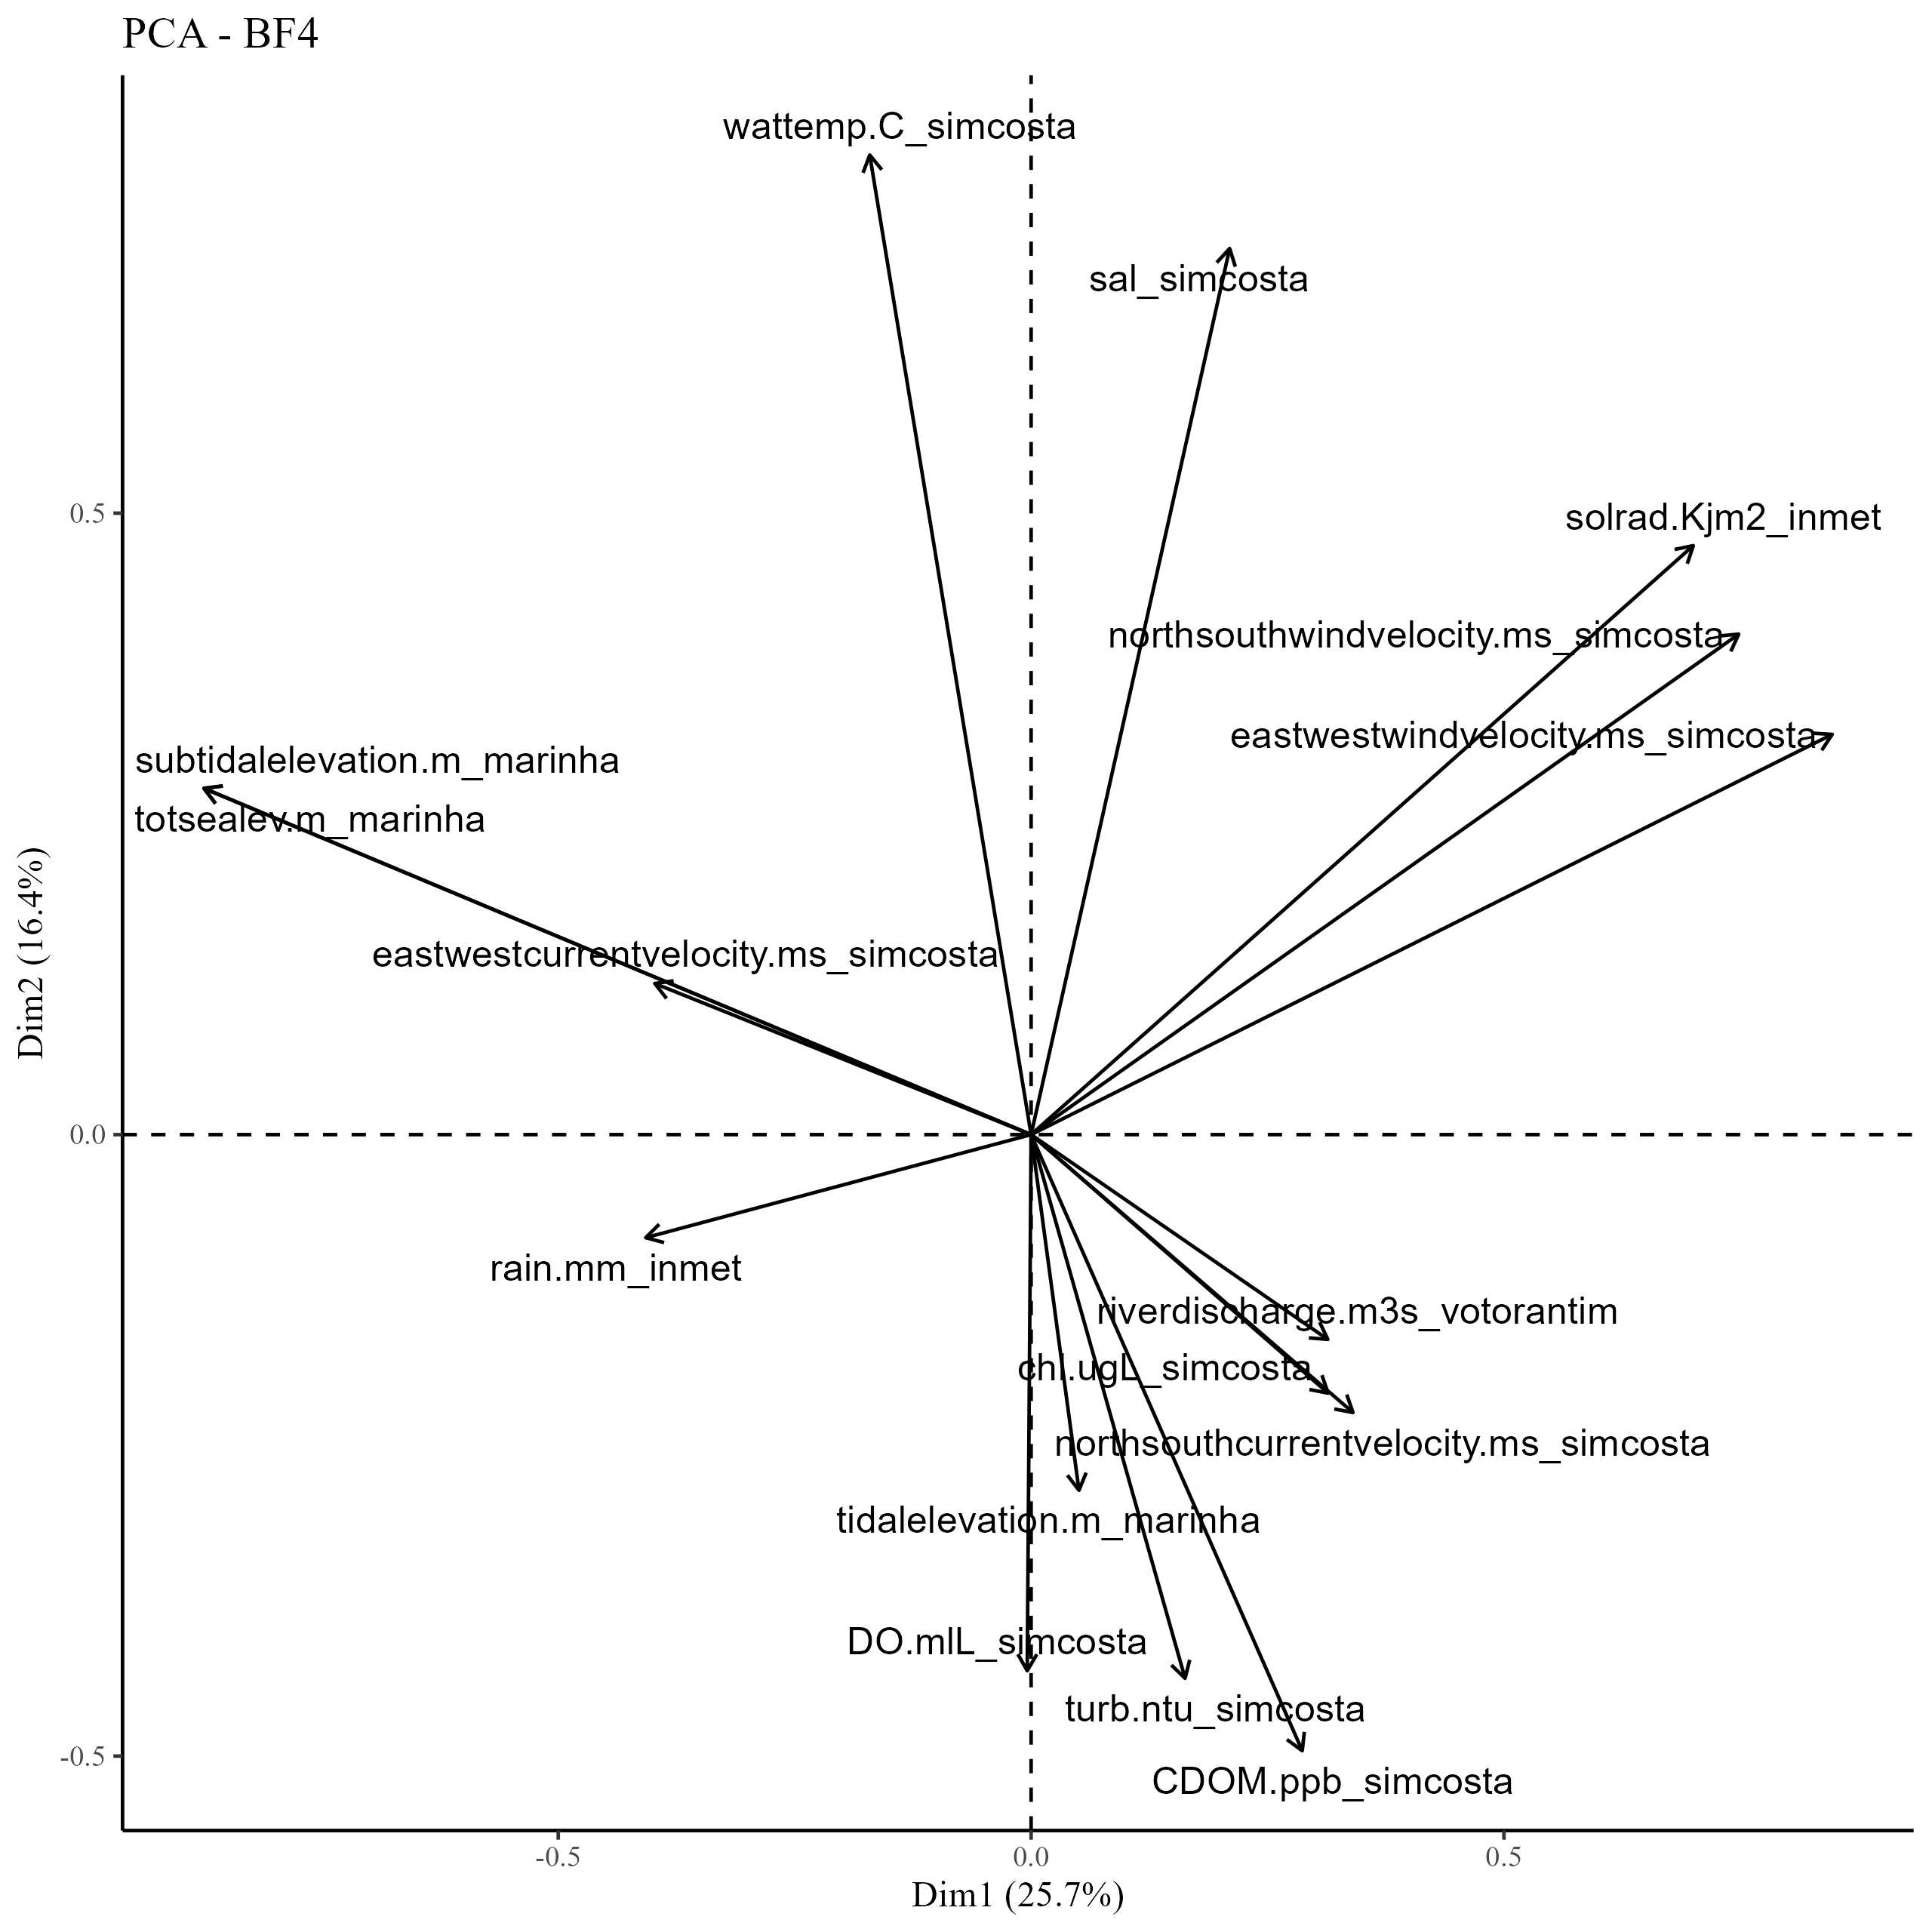 PCA - BF4
wattemp.C_simcosta
sal_simcosta
0.5
solrad.Kjm2_inmet
northsouthwindvelocity.ms_simcosta
eastwestwindvelocity.ms_simcosta
subtidalelevation.m_marinha
totsealev.m_marinha
eastwestcurrentvelocity.ms_simcosta
Dim2 (16.4%)
0.0
rain.mm_inmet
riverdischarge.m3s_votorantim
chl.ugL_simcosta
northsouthcurrentvelocity.ms_simcosta
tidalelevation.m_marinha
DO.mlL_simcosta
turb.ntu_simcosta
-0.5
CDOM.ppb_simcosta
-0.5 0.0 0.5
Dim1 (25.7%)